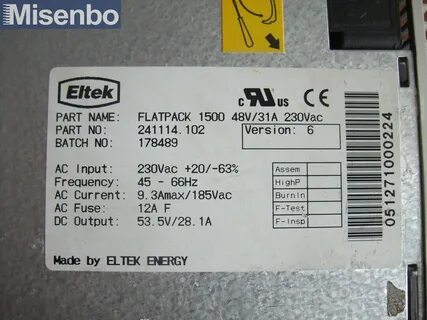 Misenbo
Eltek
c UL us CE
PART NAME: FLATPACK 1500 48V/31A 230Vac
PART NO: 241114.102
Version: 6
BATCH NO: 178489
AC Input: 230Vac +20/-63%
Frequency: 45 - 66Hz
AC Current: 9.3Amax/185Vac
AC Fuse: 12A F
DC Output: 53.5V/28.1A
Assem
HighP
BurnIn
F-Test
F-Insp
051271000224
Made by ELTEK ENERGY